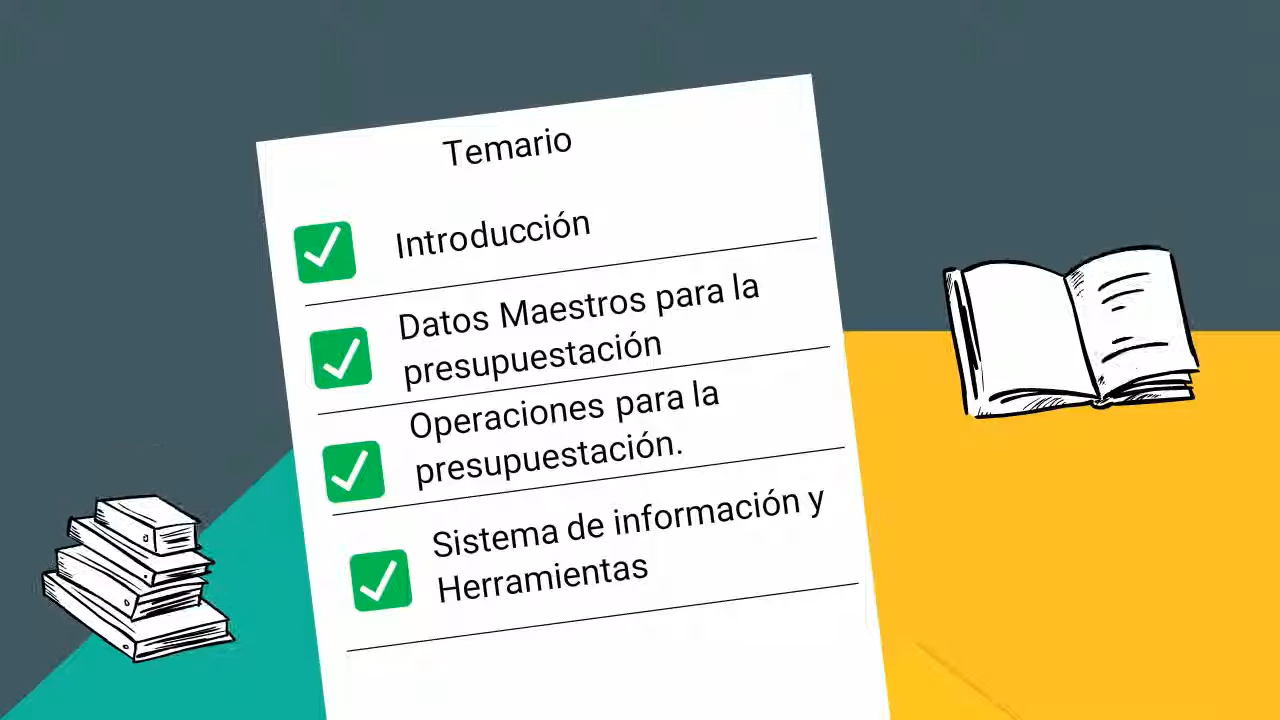 Temario
Introducción
Datos Maestros para la
presupuestación
Operaciones para la
presupuestación.
Sistema de información y
Herramientas